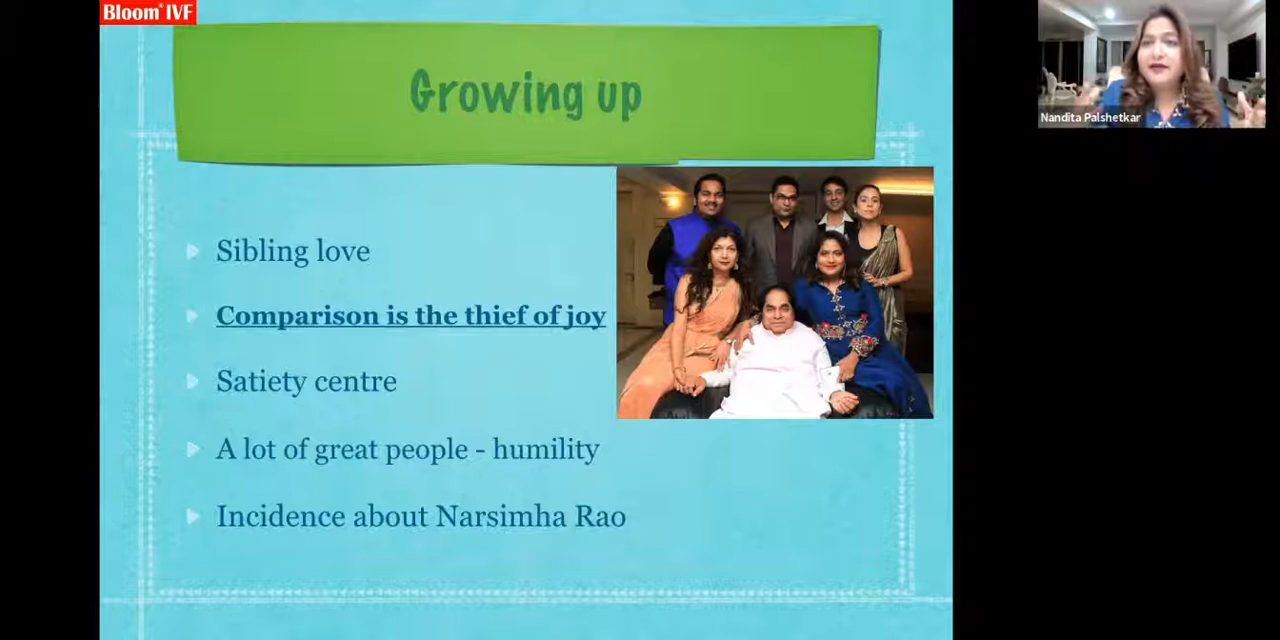 Bloom® IVF
Growing up
Nandita Palshetkar
Sibling love
Comparison is the thief of joy
Satiety centre
A lot of great people - humility
Incidence about Narsimha Rao